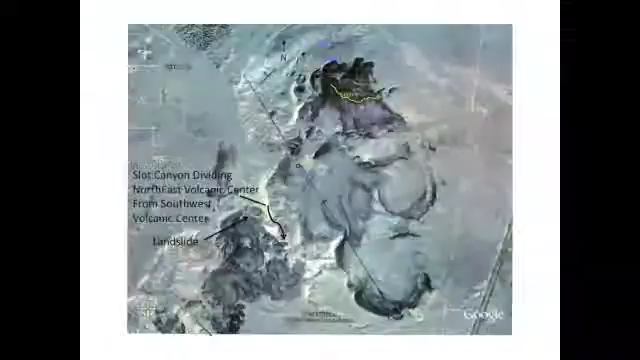 N
Slot Canyon Dividing
NorthEast Volcanic Center
From Southwest
Volcanic Center
Landslide
Google